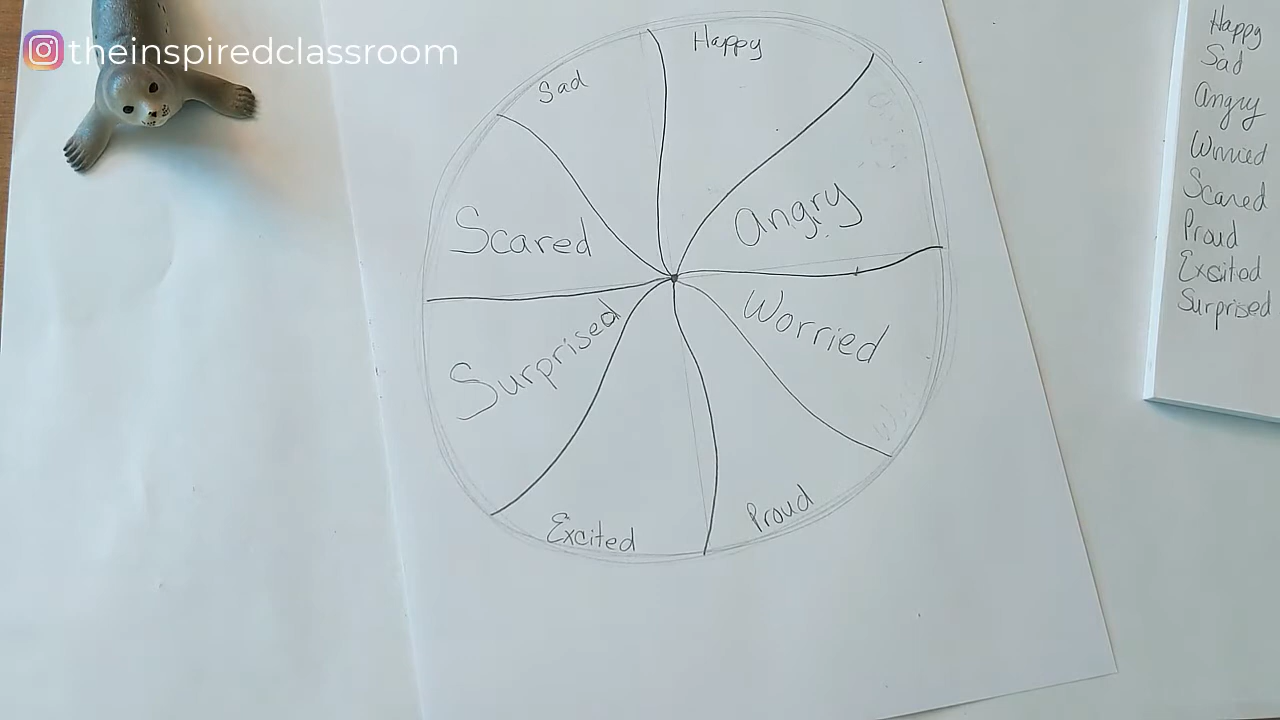 theinspiredclassroom
Happy
Sad
Angry
Scared
Worried
Surprised
Proud
Excited
Happy
Sad
Angry
Worried
Scared
Proud
Excited
Surprised